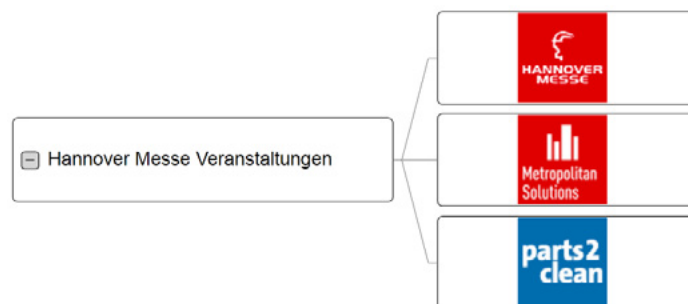 Hannover Messe Veranstaltungen
HANNOVER
MESSE
Metropolitan
Solutions
parts2
clean